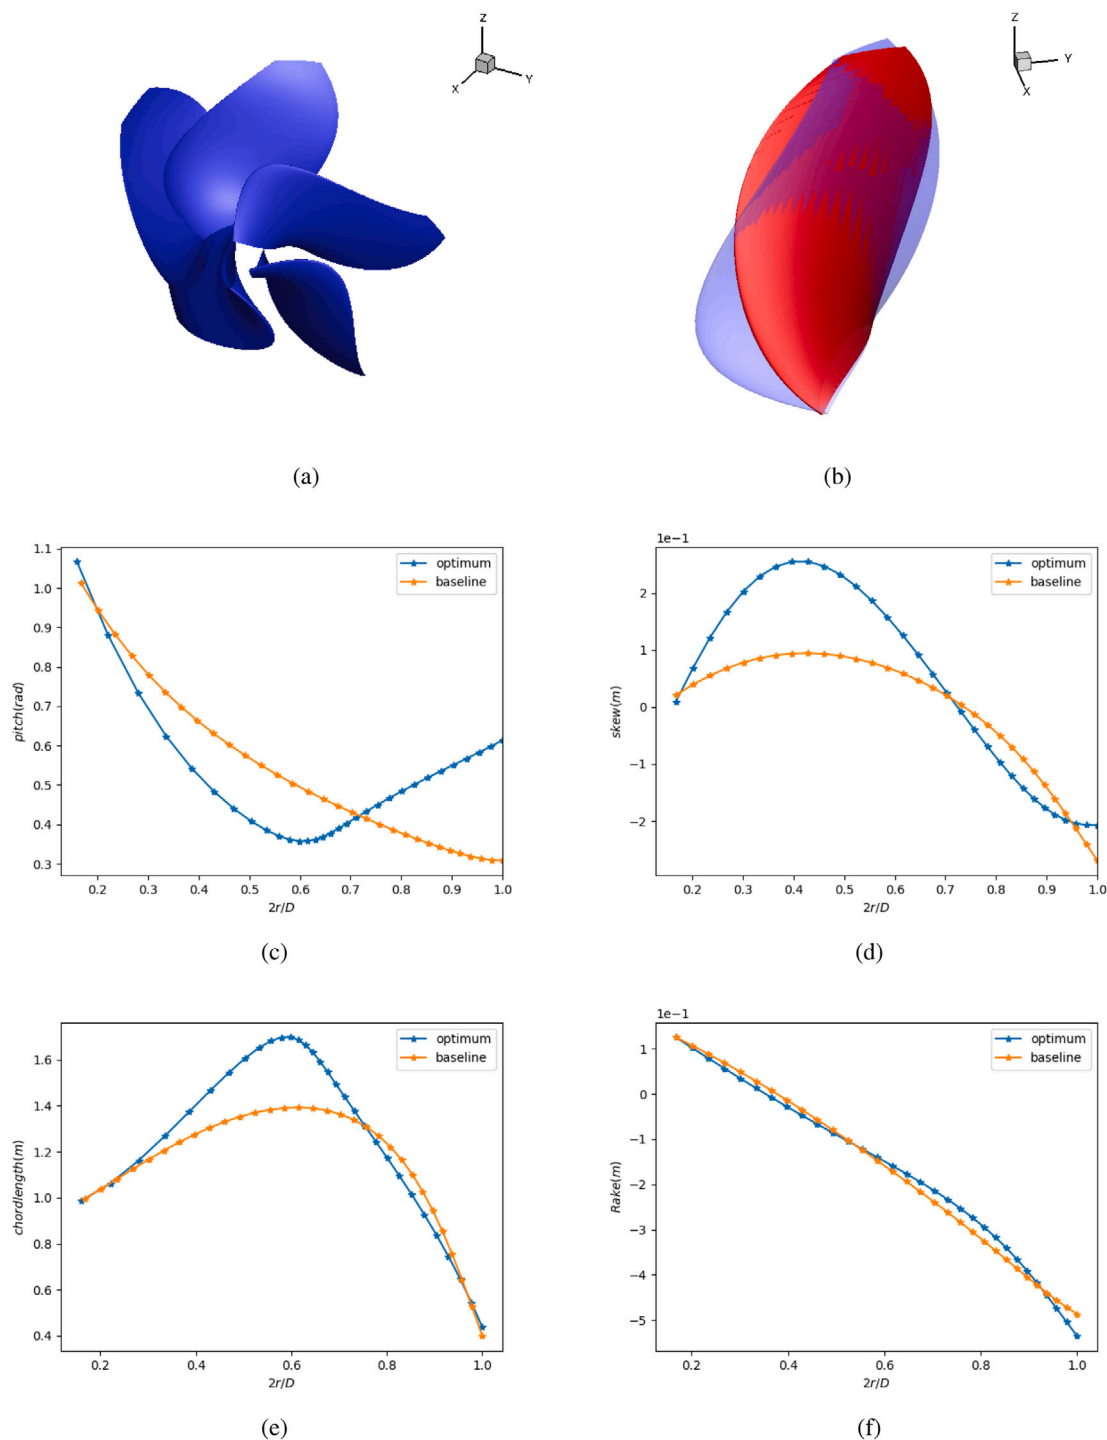 Z
X
Y
Z
Y
X
(a)
(b)
optimum
baseline
pitch(rad)
1.1
1.0
0.9
0.8
0.7
0.6
0.5
0.4
0.3
0.2 0.3 0.4 0.5 0.6 0.7 0.8 0.9 1.0
2r/D
(c)
1e−1
optimum
baseline
skew(m)
2
1
0
−1
−2
0.2 0.3 0.4 0.5 0.6 0.7 0.8 0.9 1.0
2r/D
(d)
optimum
baseline
chordlength(m)
1.6
1.4
1.2
1.0
0.8
0.6
0.4
0.2 0.4 0.6 0.8 1.0
2r/D
(e)
1e−1
optimum
baseline
Rake(m)
1
0
−1
−2
−3
−4
−5
0.2 0.4 0.6 0.8 1.0
2r/D
(f)